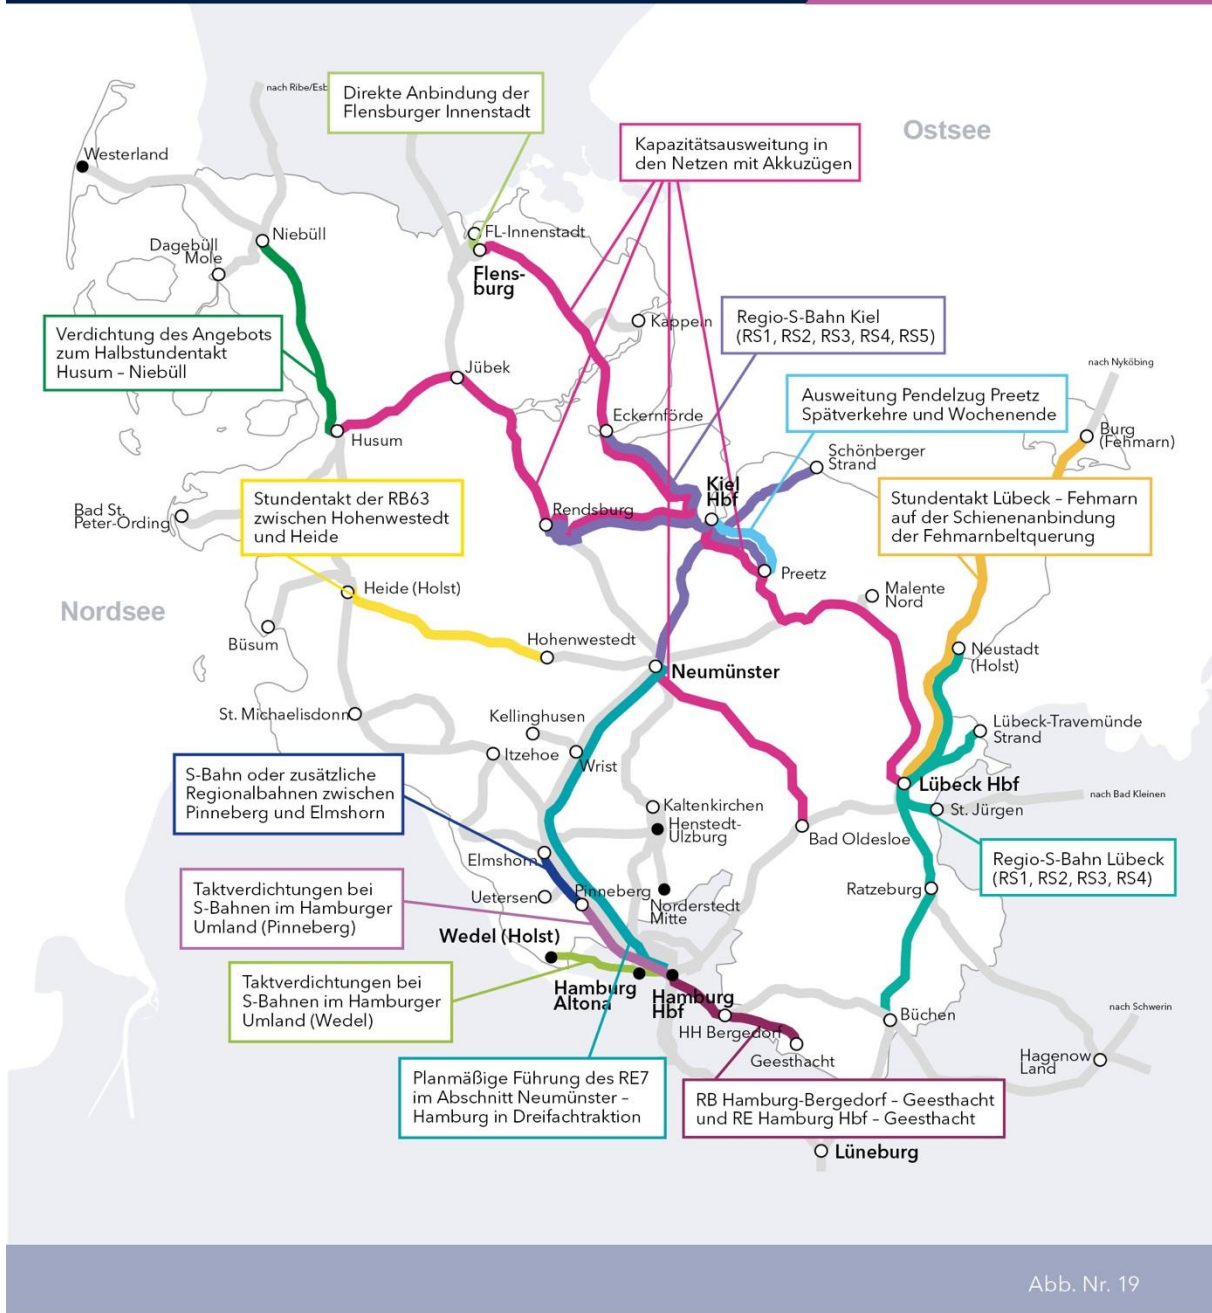 nach Ribe/Esb
Direkte Anbindung der
Flensburger Innenstadt
Ostsee
Kapazitätsausweitung in
den Netzen mit Akkuzügen
Westerland
Niebüll
FL-Innenstadt
Dagebüll
Mole
Flens-
burg
Regio-S-Bahn Kiel
(RS1, RS2, RS3, RS4, RS5)
Kappeln
Verdichtung des Angebots
zum Halbstundentakt
Husum – Niebüll
Jübek
nach Nyköbing
Ausweitung Pendelzug Preetz
Spätverkehre und Wochenende
Eckernförde
Husum
Burg
(Fehmarn)
Schönberger
Strand
Kiel
Hbf
Stundentakt der RB63
zwischen Hohenwestedt
und Heide
Stundentakt Lübeck – Fehmarn
auf der Schienenanbindung
der Fehmarnbeltquerung
Bad St.
Peter-Ording
Rendsburg
Preetz
Heide (Holst)
Malente
Nord
Nordsee
Büsum
Hohenwestedt
Neustadt
(Holst)
Neumünster
St. Michaelisdonn
Kellinghusen
Lübeck-Travemünde
Strand
Itzehoe
Wrist
S-Bahn oder zusätzliche
Regionalbahnen zwischen
Pinneberg und Elmshorn
Lübeck Hbf
nach Bad Kleinen
Kaltenkirchen
St. Jürgen
Henstedt-
Ulzburg
Bad Oldesloe
Elmshorn
Regio-S-Bahn Lübeck
(RS1, RS2, RS3, RS4)
Taktverdichtungen bei
S-Bahnen im Hamburger
Umland (Pinneberg)
Uetersen
Pinneberg
Norderstedt
Mitte
Ratzeburg
Wedel (Holst)
Taktverdichtungen bei
S-Bahnen im Hamburger
Umland (Wedel)
Hamburg
Altona
Hamburg
Hbf
nach Schwerin
Büchen
HH Bergedorf
Geesthacht
Hagenow
Land
Planmäßige Führung des RE7
im Abschnitt Neumünster –
Hamburg in Dreifachtraktion
RB Hamburg-Bergedorf – Geesthacht
und RE Hamburg Hbf – Geesthacht
Lüneburg
Abb. Nr. 19